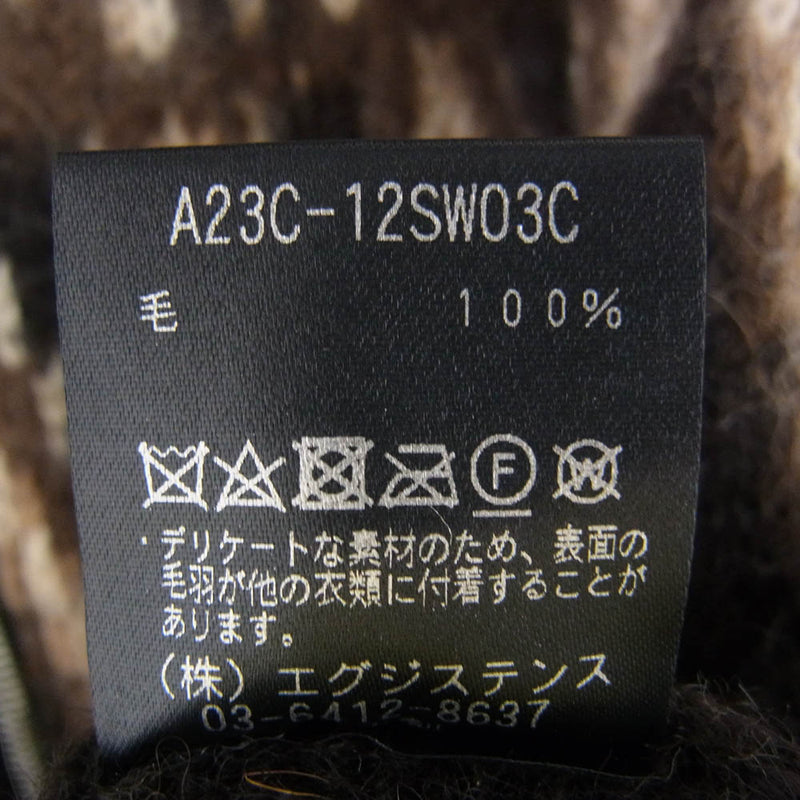 A23C-12SW03C
毛 100%
F W
・デリケートな素材のため、表面の
毛羽が他の衣類に付着することが
あります。
(株) エグジステンス
03-6412-8637